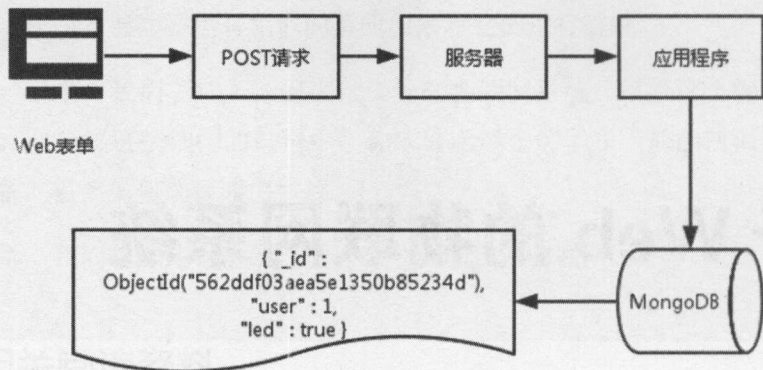 POST请求
服务器
应用程序
Web表单
{ "_id" :
ObjectId("562ddf03aea5e1350b85234d"),
"user" : 1,
"led" : true }
MongoDB